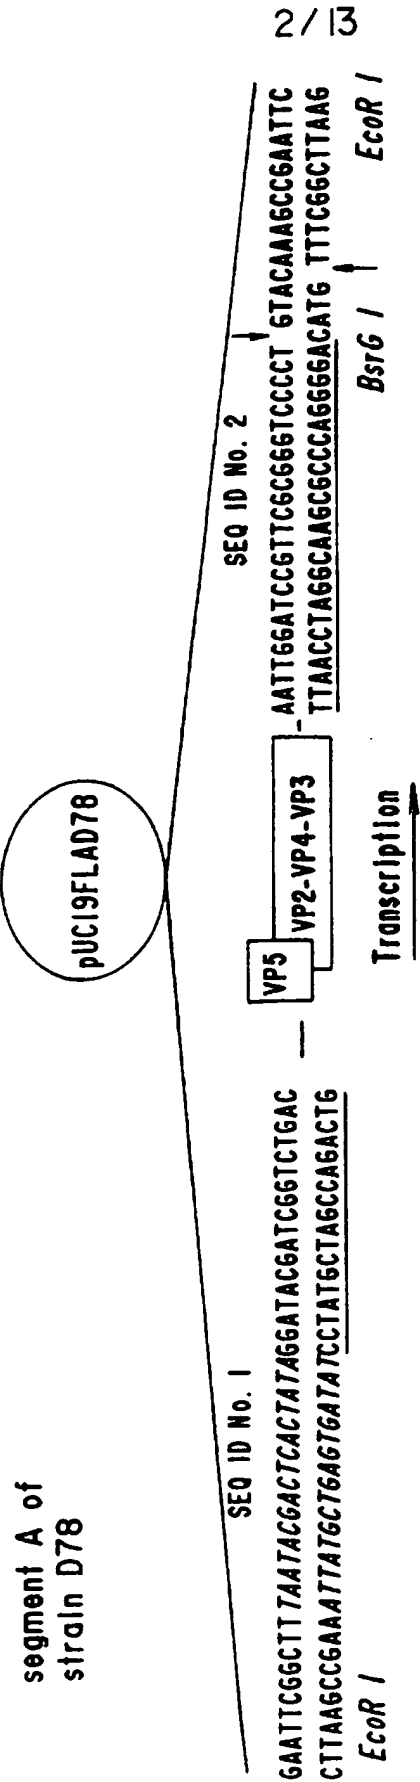 2/13
segment A of
strain D78
pUC19FLAD78
SEQ ID No. 1
SEQ ID No. 2
GAATTCGGCTTTAATACGACTCACTATAGGATACGATCGGTCTGAC
CTTAAGCCGAAATTATGCTGAGTGATATCCTATGCTAGCCAGACTG
EcoR I
VP5
VP2-VP4-VP3
AATTGGATCCGTTCGCGGGTCCCCT GTACAAAGCCGAATTC
TTAACCTAGGCAAGCGCCCAGGGGACATG TTTCGGCTTAAG
BsrG I
EcoR I
Transcription